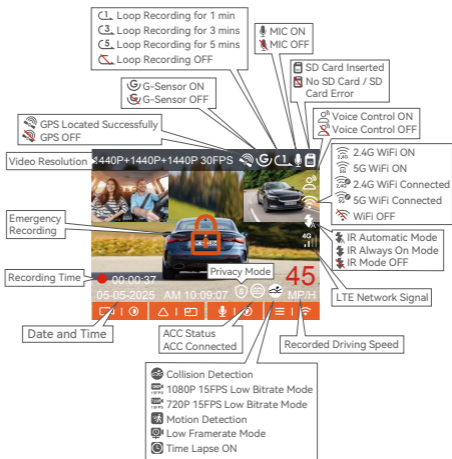 Loop Recording for 1 min
Loop Recording for 3 mins
Loop Recording for 5 mins
Loop Recording OFF
MIC ON
MIC OFF
SD Card Inserted
No SD Card / SD
Card Error
G-Sensor ON
G-Sensor OFF
Voice Control ON
Voice Control OFF
GPS Located Successfully
GPS OFF
2.4G WiFi ON
5G WiFi ON
2.4G WiFi Connected
5G WiFi Connected
WiFi OFF
Video Resolution
1440P+1440P+1440P 30FPS
IR Automatic Mode
IR Always On Mode
IR Mode OFF
Emergency
Recording
4G
LTE Network Signal
Privacy Mode
Recording Time
00:00:37
45
05-05-2025 AM 10:09:07
MP/H
Date and Time
ACC Status
ACC Connected
Recorded Driving Speed
Collision Detection
1080P 15FPS Low Bitrate Mode
720P 15FPS Low Bitrate Mode
Motion Detection
Low Framerate Mode
Time Lapse ON